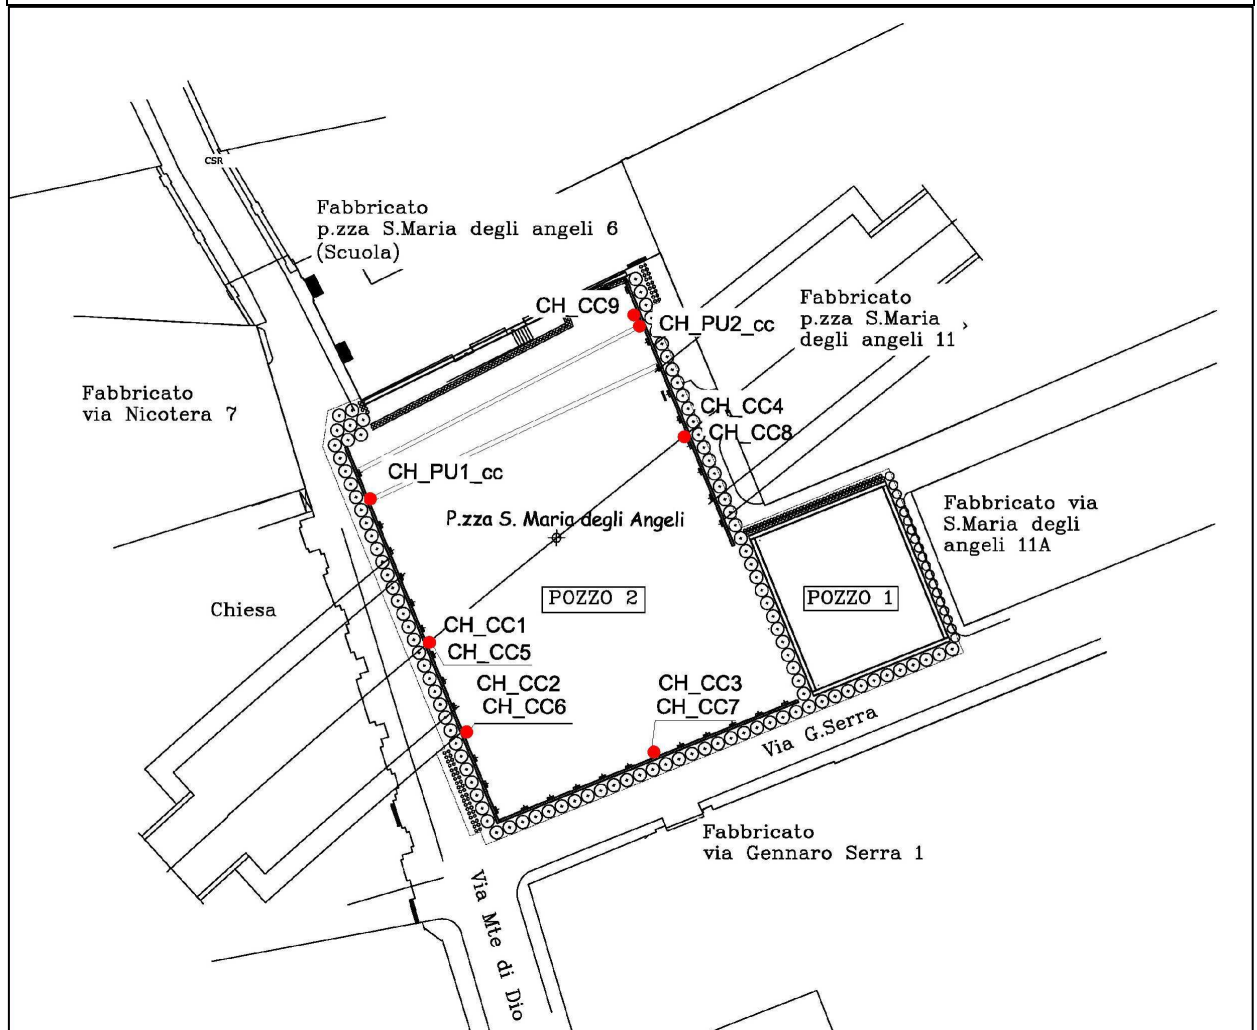 CSR
Fabbricato
p.zza S.Maria degli angeli 6
(Scuola)
CH_CC9
CH_PU2_cc
Fabbricato
p.zza S.Maria
degli angeli 11
Fabbricato
via Nicotera 7
CH_CC4
CH_CC8
CH_PU1_cc
P.zza S. Maria degli Angeli
Fabbricato via
S.Maria degli
angeli 11A
POZZO 2
POZZO 1
Chiesa
CH_CC1
CH_CC5
CH_CC2
CH_CC6
CH_CC3
CH_CC7
Via G.Serra
Fabbricato
via Gennaro Serra 1
Via Mte di Dio